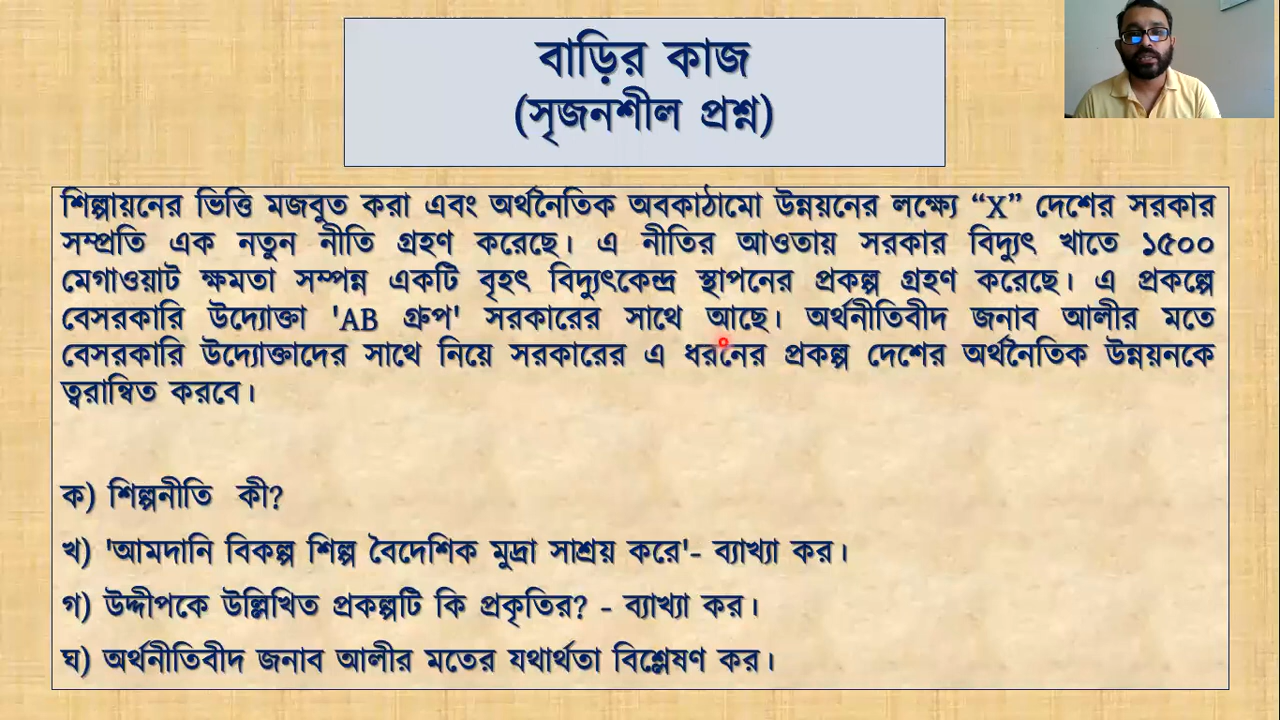 বাড়ির কাজ
(সৃজনশীল প্রশ্ন)
শিল্পায়নের ভিত্তি মজবুত করা এবং অর্থনৈতিক অবকাঠামো উন্নয়নের লক্ষ্যে “X” দেশের সরকার
সম্প্রতি এক নতুন নীতি গ্রহণ করেছে। এ নীতির আওতায় সরকার বিদ্যুৎ খাতে ১৫০০
মেগাওয়াট ক্ষমতা সম্পন্ন একটি বৃহৎ বিদ্যুৎকেন্দ্র স্থাপনের প্রকল্প গ্রহণ করেছে। এ প্রকল্পে
বেসরকারি উদ্যোক্তা 'AB গ্রুপ' সরকারের সাথে আছে। অর্থনীতিবীদ জনাব আলীর মতে
বেসরকারি উদ্যোক্তাদের সাথে নিয়ে সরকারের এ ধরনের প্রকল্প দেশের অর্থনৈতিক উন্নয়নকে
ত্বরান্বিত করবে।
ক) শিল্পনীতি কী?
খ) 'আমদানি বিকল্প শিল্প বৈদেশিক মুদ্রা সাশ্রয় করে'- ব্যাখ্যা কর।
গ) উদ্দীপকে উল্লিখিত প্রকল্পটি কি প্রকৃতির? - ব্যাখ্যা কর।
ঘ) অর্থনীতিবীদ জনাব আলীর মতের যথার্থতা বিশ্লেষণ কর।